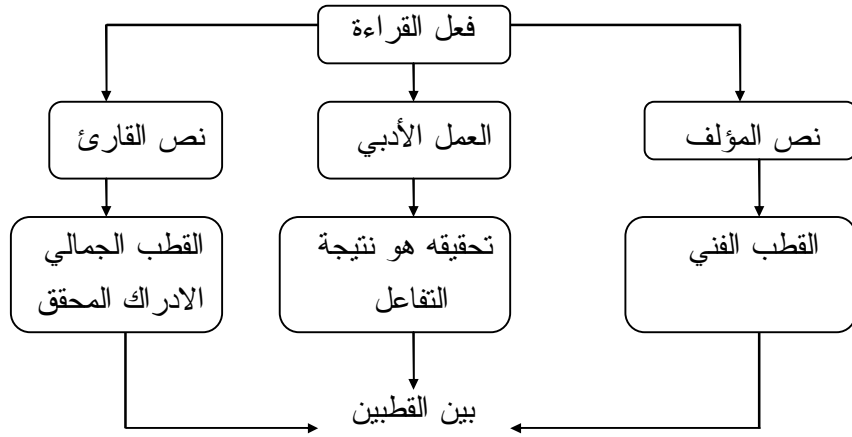 فعل القراءة
نص المؤلف
العمل الأدبي
نص القارئ
القطب الفني
تحقيقه هو نتيجة
التفاعل
القطب الجمالي
الادراك المحقق
بين القطبين